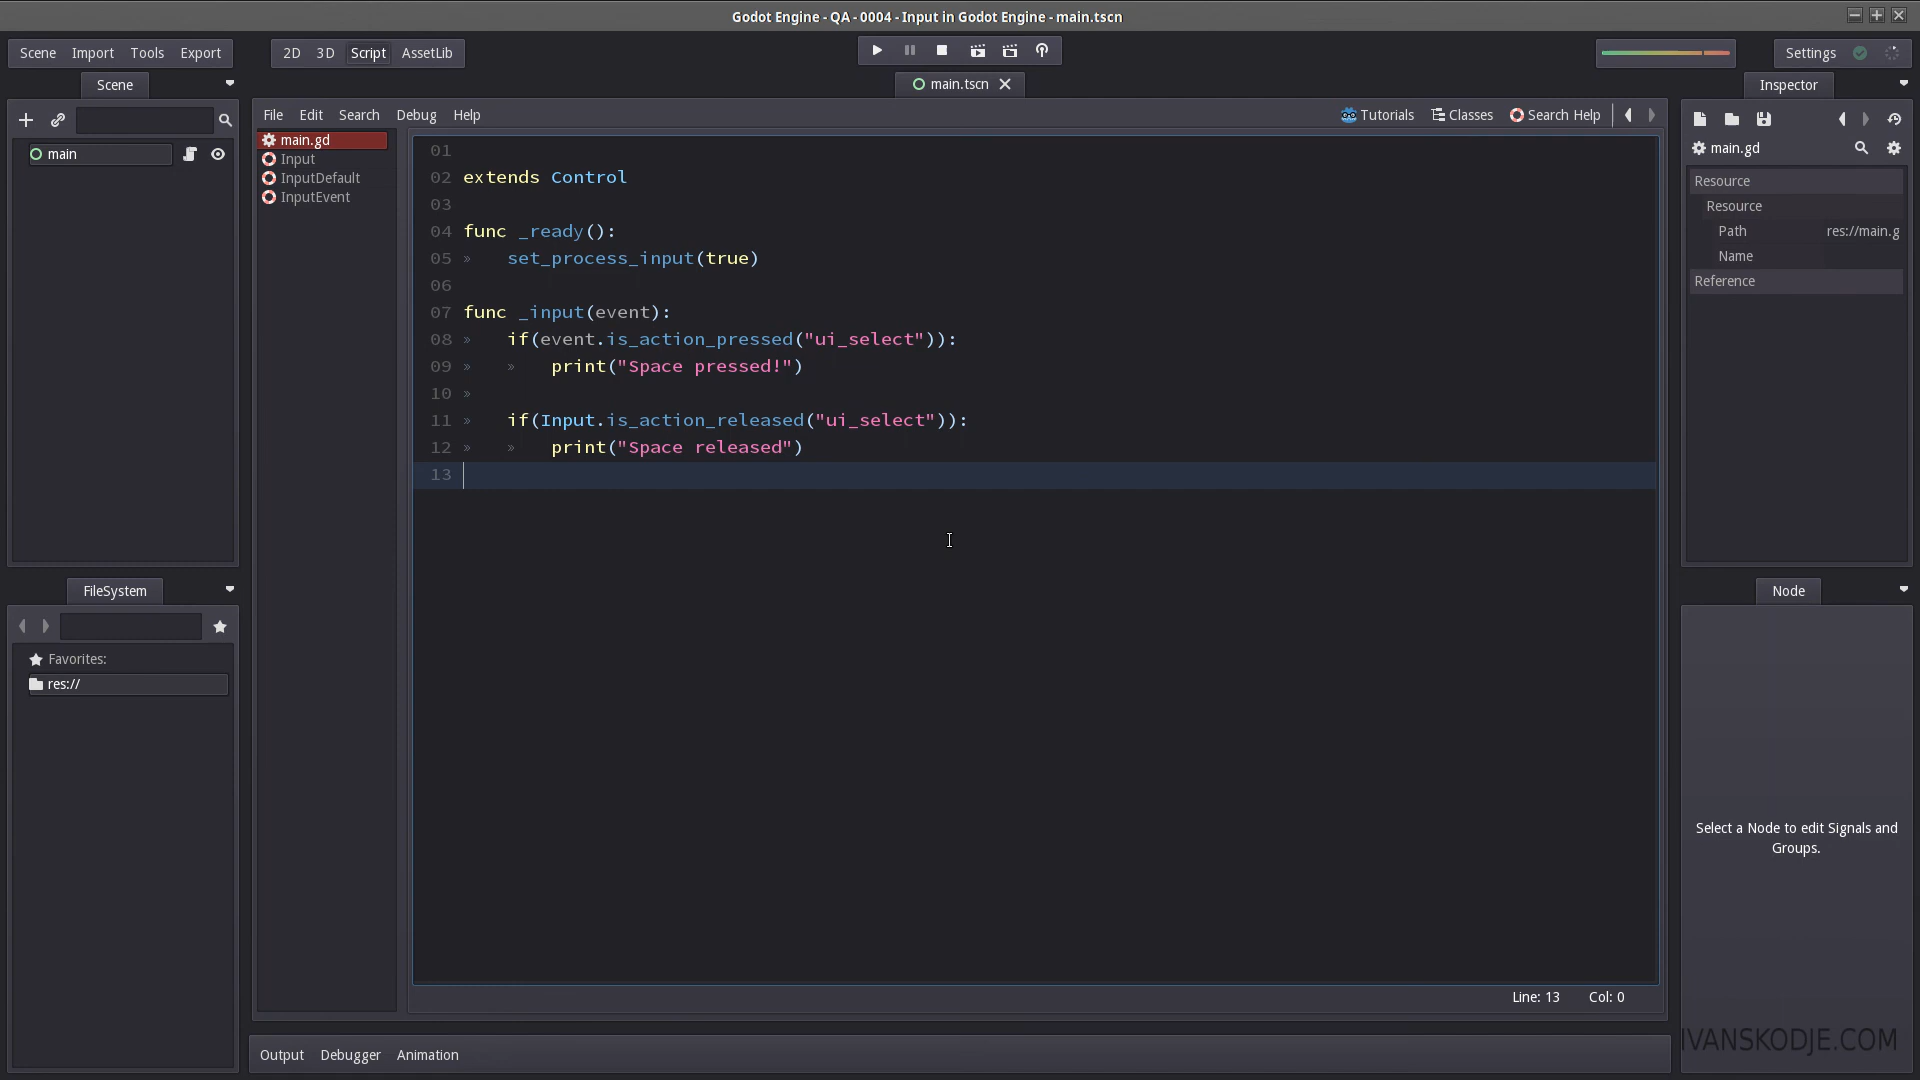 Godot Engine - QA - 0004 - Input in Godot Engine - main.tscn
Scene Import Tools Export
2D 3D Script AssetLib
Settings
Scene
main.tscn
Inspector
File Edit Search Debug Help
Tutorials Classes Search Help
main
main.gd
Input
InputDefault
InputEvent
01
02 extends Control
03
04 func _ready():
05 » set_process_input(true)
06
07 func _input(event):
08 » if(event.is_action_pressed("ui_select")):
09 » » print("Space pressed!")
10 »
11 » if(Input.is_action_released("ui_select")):
12 » » print("Space released")
13
Line: 13 Col: 0
main.gd
Resource
Resource
Path res://main.g
Name
Reference
FileSystem
Favorites:
res://
Node
Select a Node to edit Signals and
Groups.
Output Debugger Animation
IVANSKODJE.COM